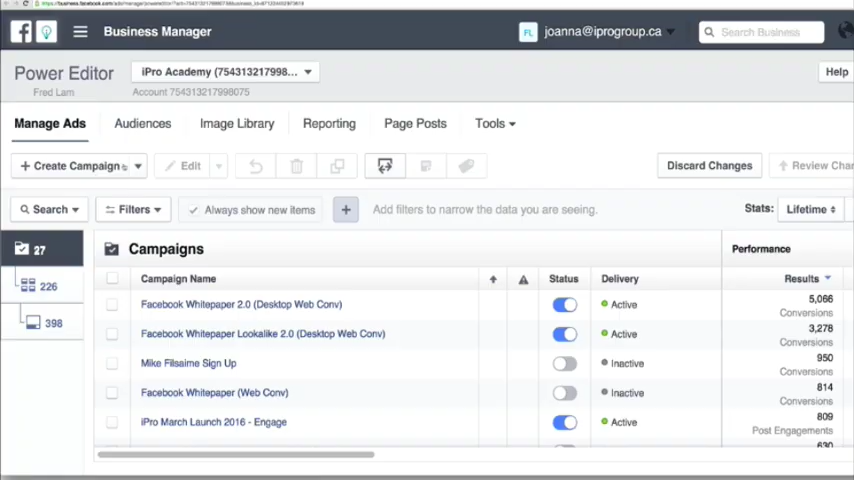 Business Manager
FL joanna@iprogroup.ca
Search Business
Power Editor
iPro Academy (754313217998...
Help
Fred Lam
Account 754313217998075
Manage Ads
Audiences
Image Library
Reporting
Page Posts
Tools
+ Create Campaign
Edit
Discard Changes
Review Char
Search
Filters
Always show new items
+
Add filters to narrow the data you are seeing.
Stats:
Lifetime
27
226
398
Campaigns
Performance
Campaign Name
Status
Delivery
Results
Facebook Whitepaper 2.0 (Desktop Web Conv)
Active
5,066
Conversions
Facebook Whitepaper Lookalike 2.0 (Desktop Web Conv)
Active
3,278
Conversions
Mike Filsaime Sign Up
Inactive
950
Conversions
Facebook Whitepaper (Web Conv)
Inactive
814
Conversions
iPro March Launch 2016 - Engage
Active
809
Post Engagements
630